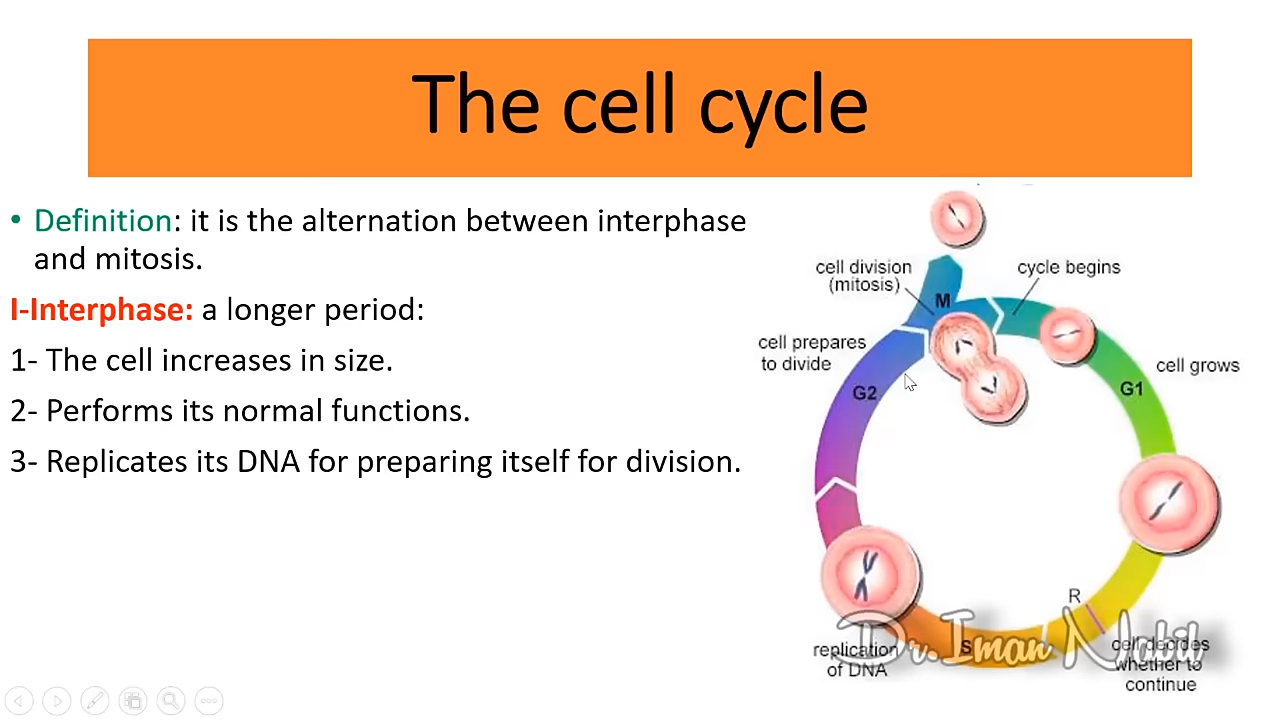 The cell cycle
• Definition: it is the alternation between interphase
and mitosis.
I-Interphase: a longer period:
1- The cell increases in size.
2- Performs its normal functions.
3- Replicates its DNA for preparing itself for division.
cell division
(mitosis)
cycle begins
M
cell prepares
to divide
cell grows
G2
G1
R
S
replication
of DNA
cell decides
whether to
continue
Dr.Iman Nabil